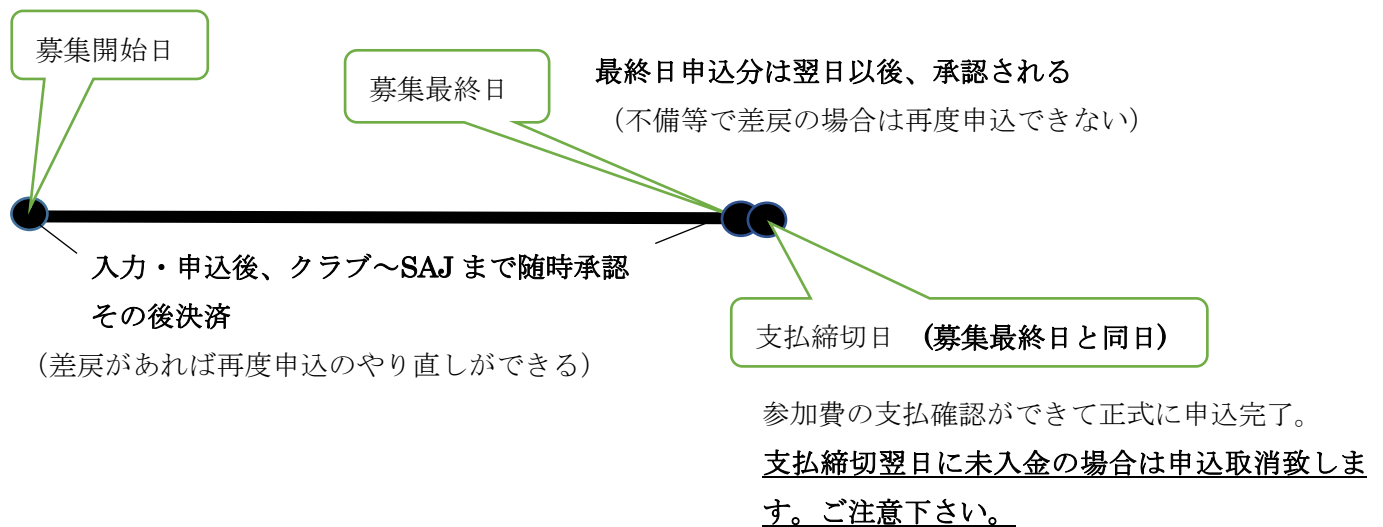 募集開始日
募集最終日
最終日申込分は翌日以後、承認される
（不備等で差戻の場合は再度申込できない）
入力・申込後、クラブ～SAJ まで随時承認
その後決済
（差戻があれば再度申込のやり直しができる）
支払締切日　(募集最終日と同日)
参加費の支払確認ができて正式に申込完了。
支払締切翌日に未入金の場合は申込取消致しま
す。ご注意下さい。